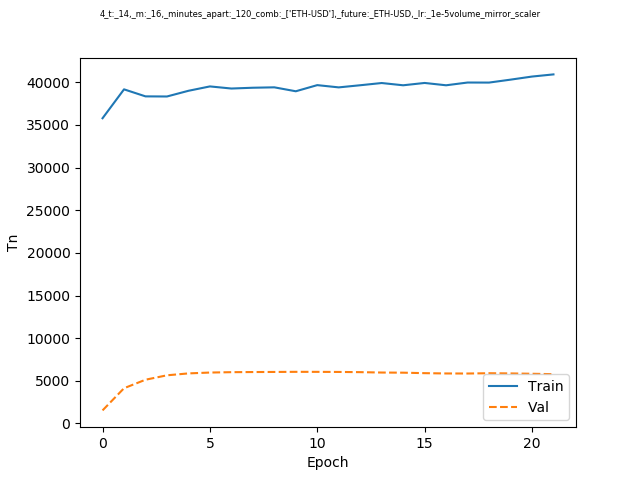 4_t:_14,_m:_16,_minutes_apart:_120_comb:_['ETH-USD'],_future:_ETH-USD,_lr:_1e-5volume_mirror_scaler
40000
35000
30000
25000
20000
15000
10000
5000
0
Tn
0 5 10 15 20
Epoch
Train
Val